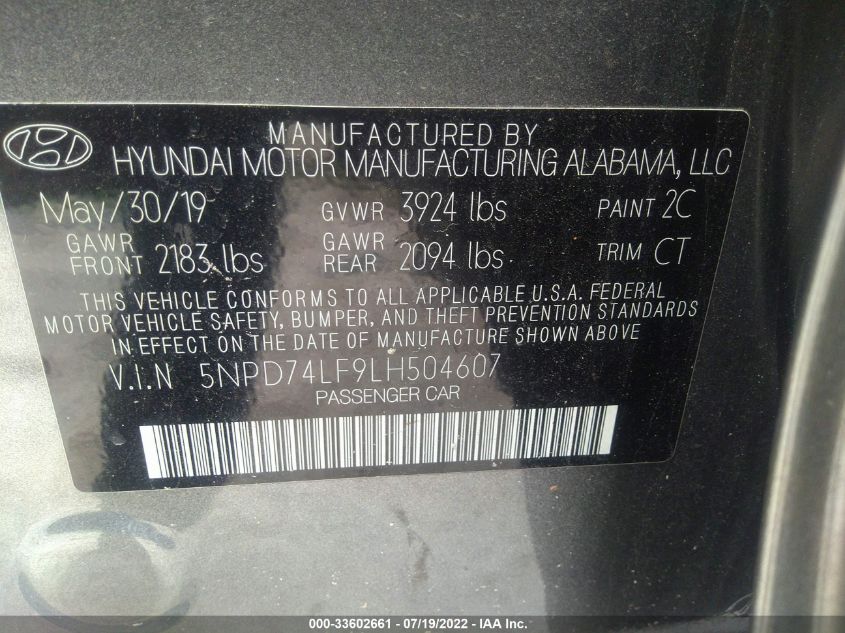 MANUFACTURED BY
HYUNDAI MOTOR MANUFACTURING ALABAMA, LLC
May/30/19 GVWR 3924 lbs PAINT 2C
GAWR FRONT 2183 lbs GAWR REAR 2094 lbs TRIM CT
THIS VEHICLE CONFORMS TO ALL APPLICABLE U.S.A. FEDERAL
MOTOR VEHICLE SAFETY, BUMPER, AND THEFT PREVENTION STANDARDS
IN EFFECT ON THE DATE OF MANUFACTURE SHOWN ABOVE
V.I.N 5NPD74LF9LH504607
PASSENGER CAR
000-33602661 - 07/19/2022 - IAA Inc.